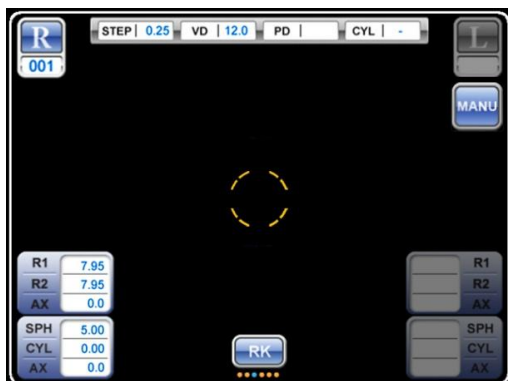 R STEP 0.25 VD 12.0 PD CYL - L
001
MANU
R1 7.95 R1
R2 7.95 R2
AX 0.0 AX
SPH 5.00 SPH
CYL 0.00 RK CYL
AX 0.0 AX